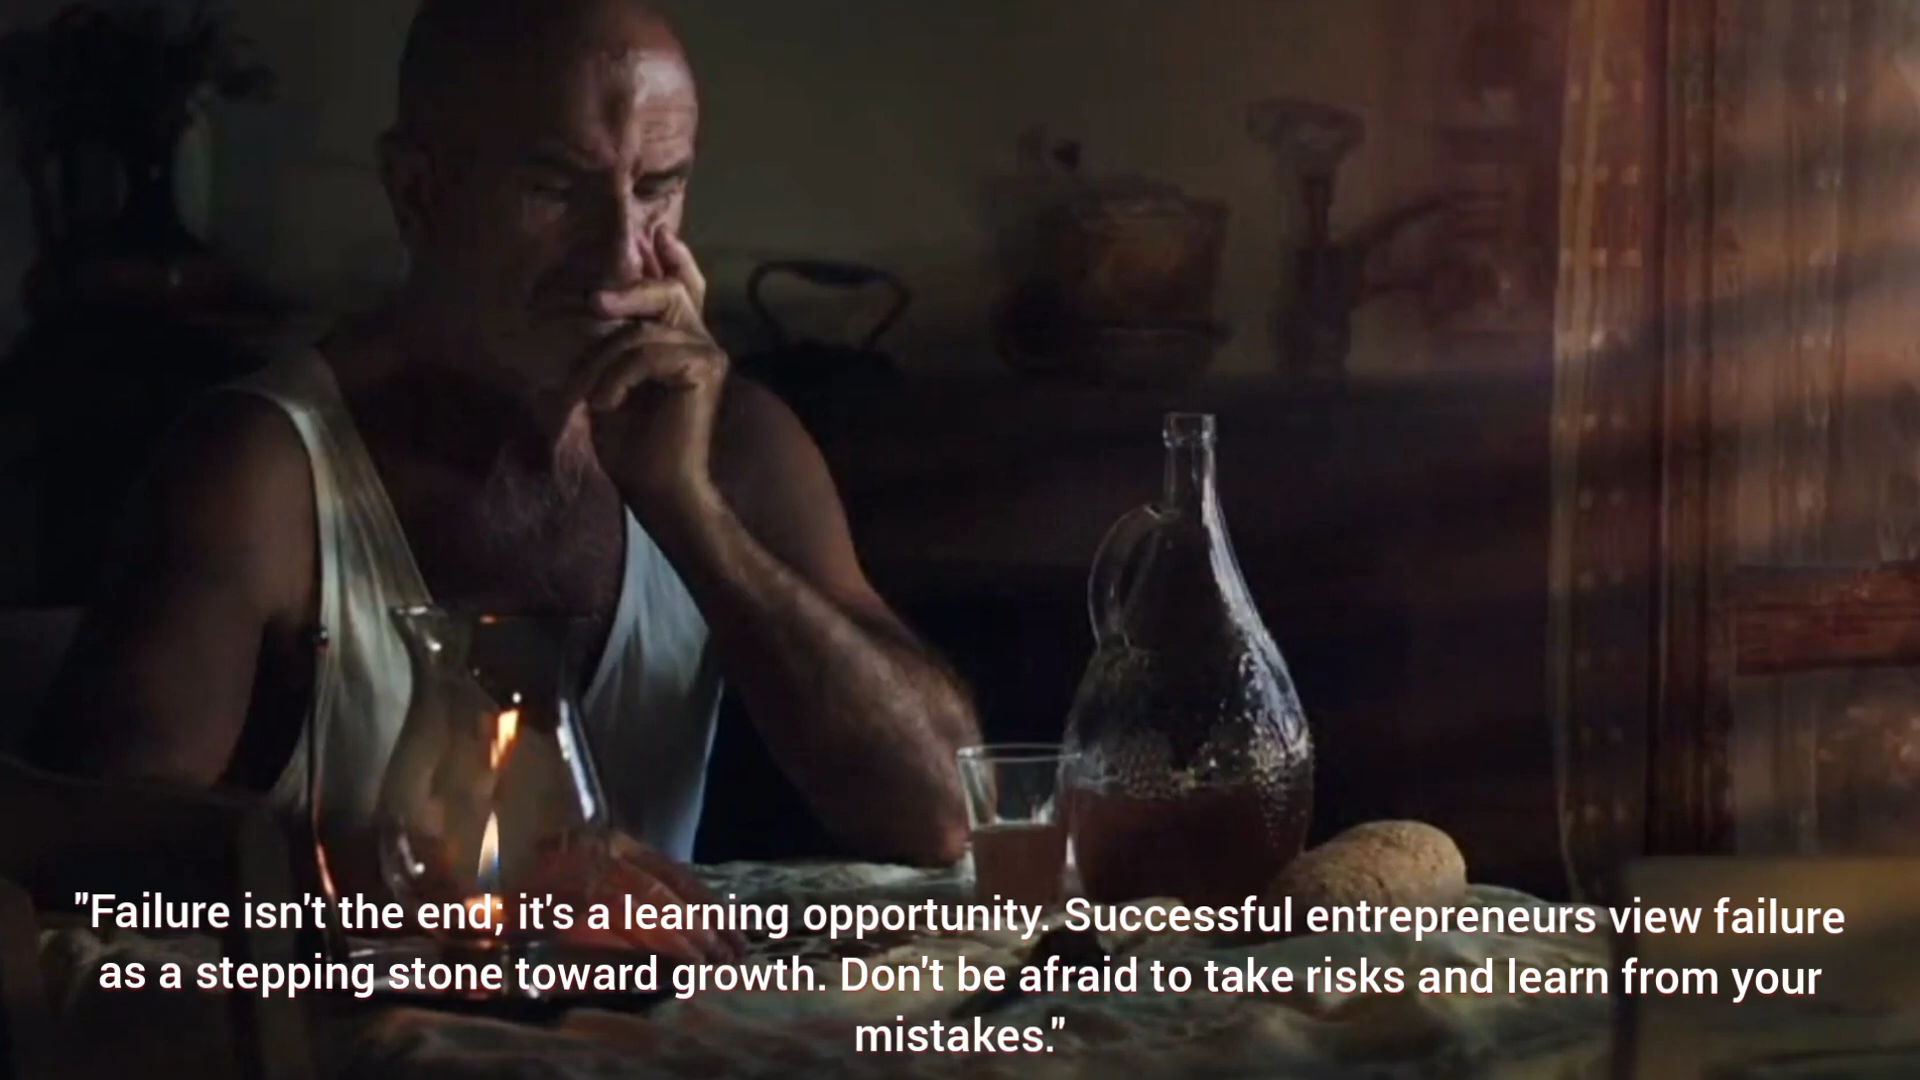 "Failure isn't the end; it's a learning opportunity. Successful entrepreneurs view failure
as a stepping stone toward growth. Don't be afraid to take risks and learn from your
mistakes."